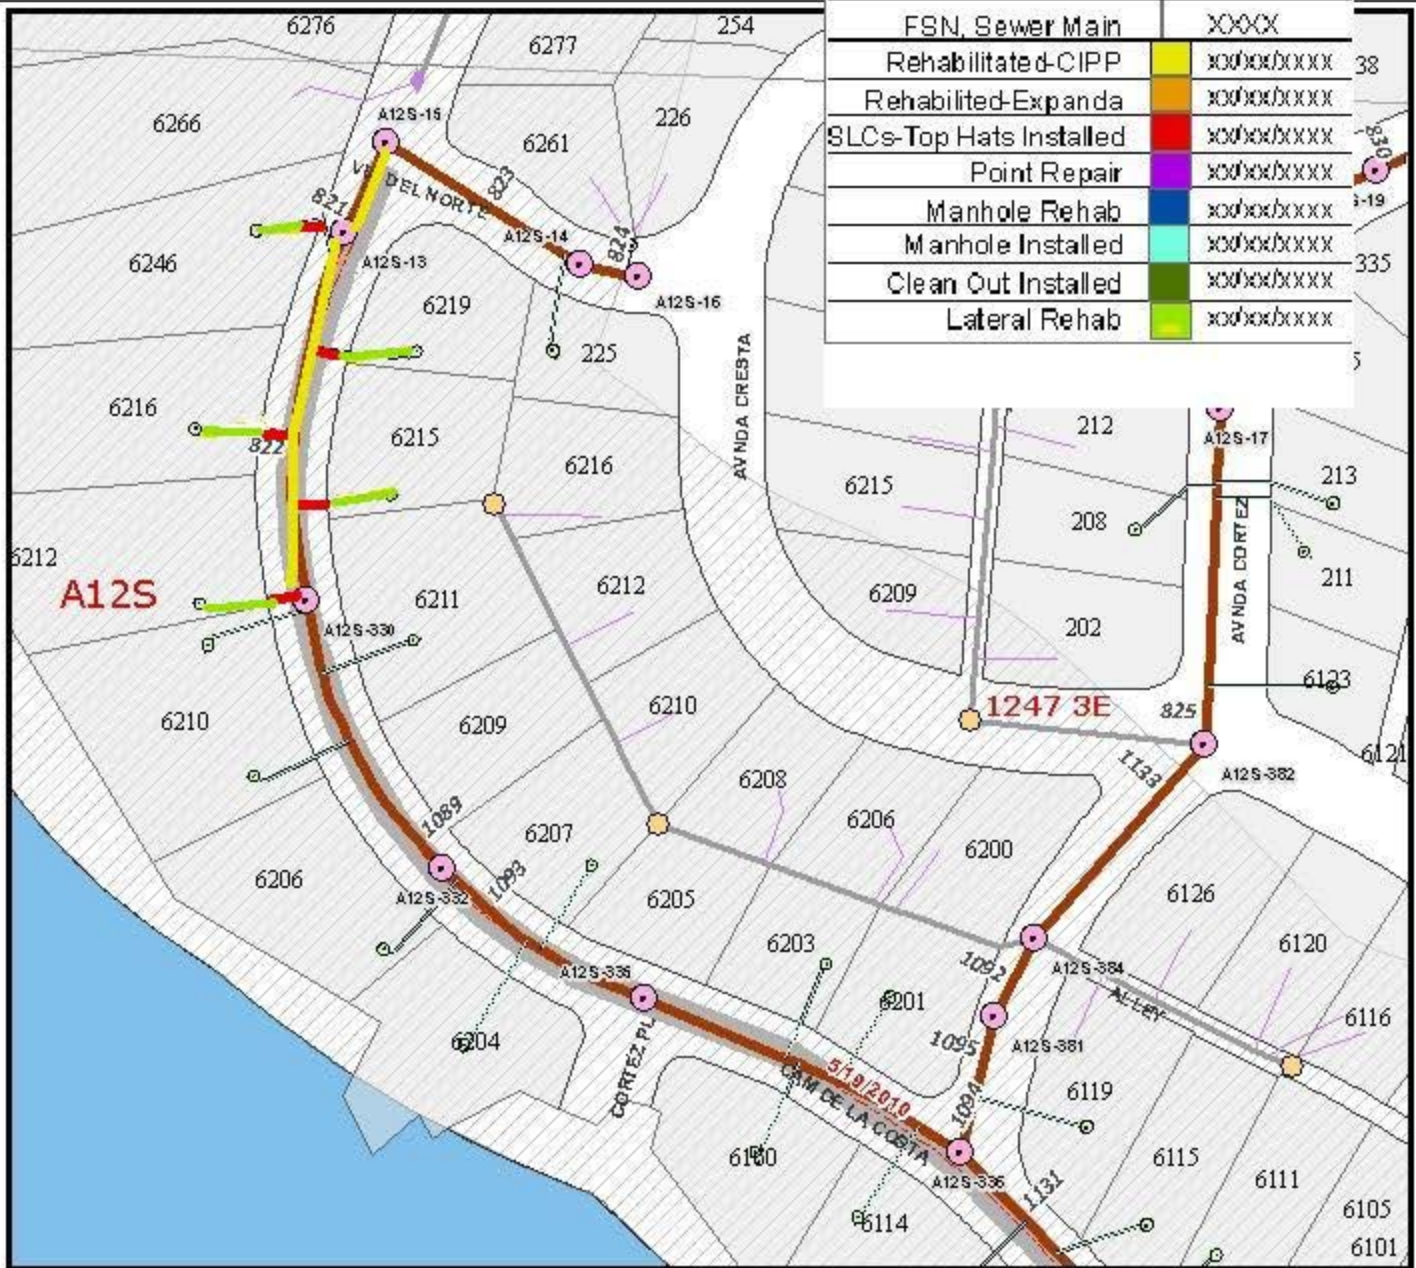 6276
6277
254
FSN, Sewer Main XXXX
Rehabilitated-CIPP xx/xx/xxxx
Rehabilited-Expanda xx/xx/xxxx
SLCs-Top Hats Installed xx/xx/xxxx
Point Repair xx/xx/xxxx
Manhole Rehab xx/xx/xxxx
Manhole Installed xx/xx/xxxx
Clean Out Installed xx/xx/xxxx
Lateral Rehab xx/xx/xxxx
38
830
S-19
335
5
6266
A12S-15
6261
226
823
DEL NORTE
821
A12S-14
824
A12S-13
A12S-16
6246
6219
225
AVNDA CRESTA
6216
822
6215
6216
6215
212
A12S-17
213
208
AVNDA CORTEZ
6212
A12S
6211
6212
6209
211
A12S-330
202
6123
6210
6209
6210
1247 3E
825
6121
1133
A12S-382
6208
1089
6207
6206
6200
6206
A12S-332
1093
6205
6126
6203
6120
A12S-335
1092
A12S-384
ALLEY
6201
6116
6204
1095
A12S-381
CORTEZ PL
5/19/2010
CAM DE LA COSTA
1094
6119
6115
A12S-336
6111
1131
6114
6105
6101